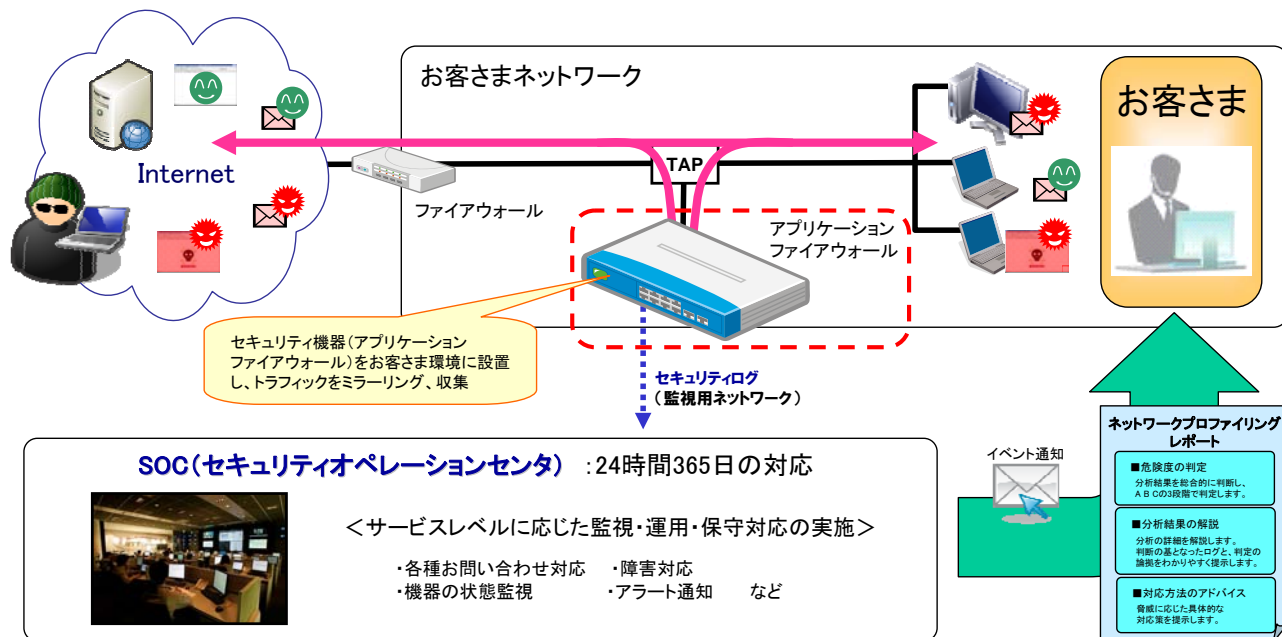 お客さまネットワーク
お客さま
Internet
TAP
ファイアウォール
アプリケーション
ファイアウォール
セキュリティ機器(アプリケーション
ファイアウォール)をお客さま環境に設置
し、トラフィックをミラーリング、収集
セキュリティログ
(監視用ネットワーク)
SOC(セキュリティオペレーションセンタ) :24時間365日の対応
<サービスレベルに応じた監視・運用・保守対応の実施>
・各種お問い合わせ対応 ・障害対応
・機器の状態監視 ・アラート通知 など
イベント通知
ネットワークプロファイリング
レポート
■危険度の判定
分析結果を総合的に判断し、
ABCの3段階で判定します。
■分析結果の解説
分析の詳細を解説します。
判断の基となったログと、判定の
論拠をわかりやすく提示します。
■対応方法のアドバイス
脅威に応じた具体的な
対応策を提示します。